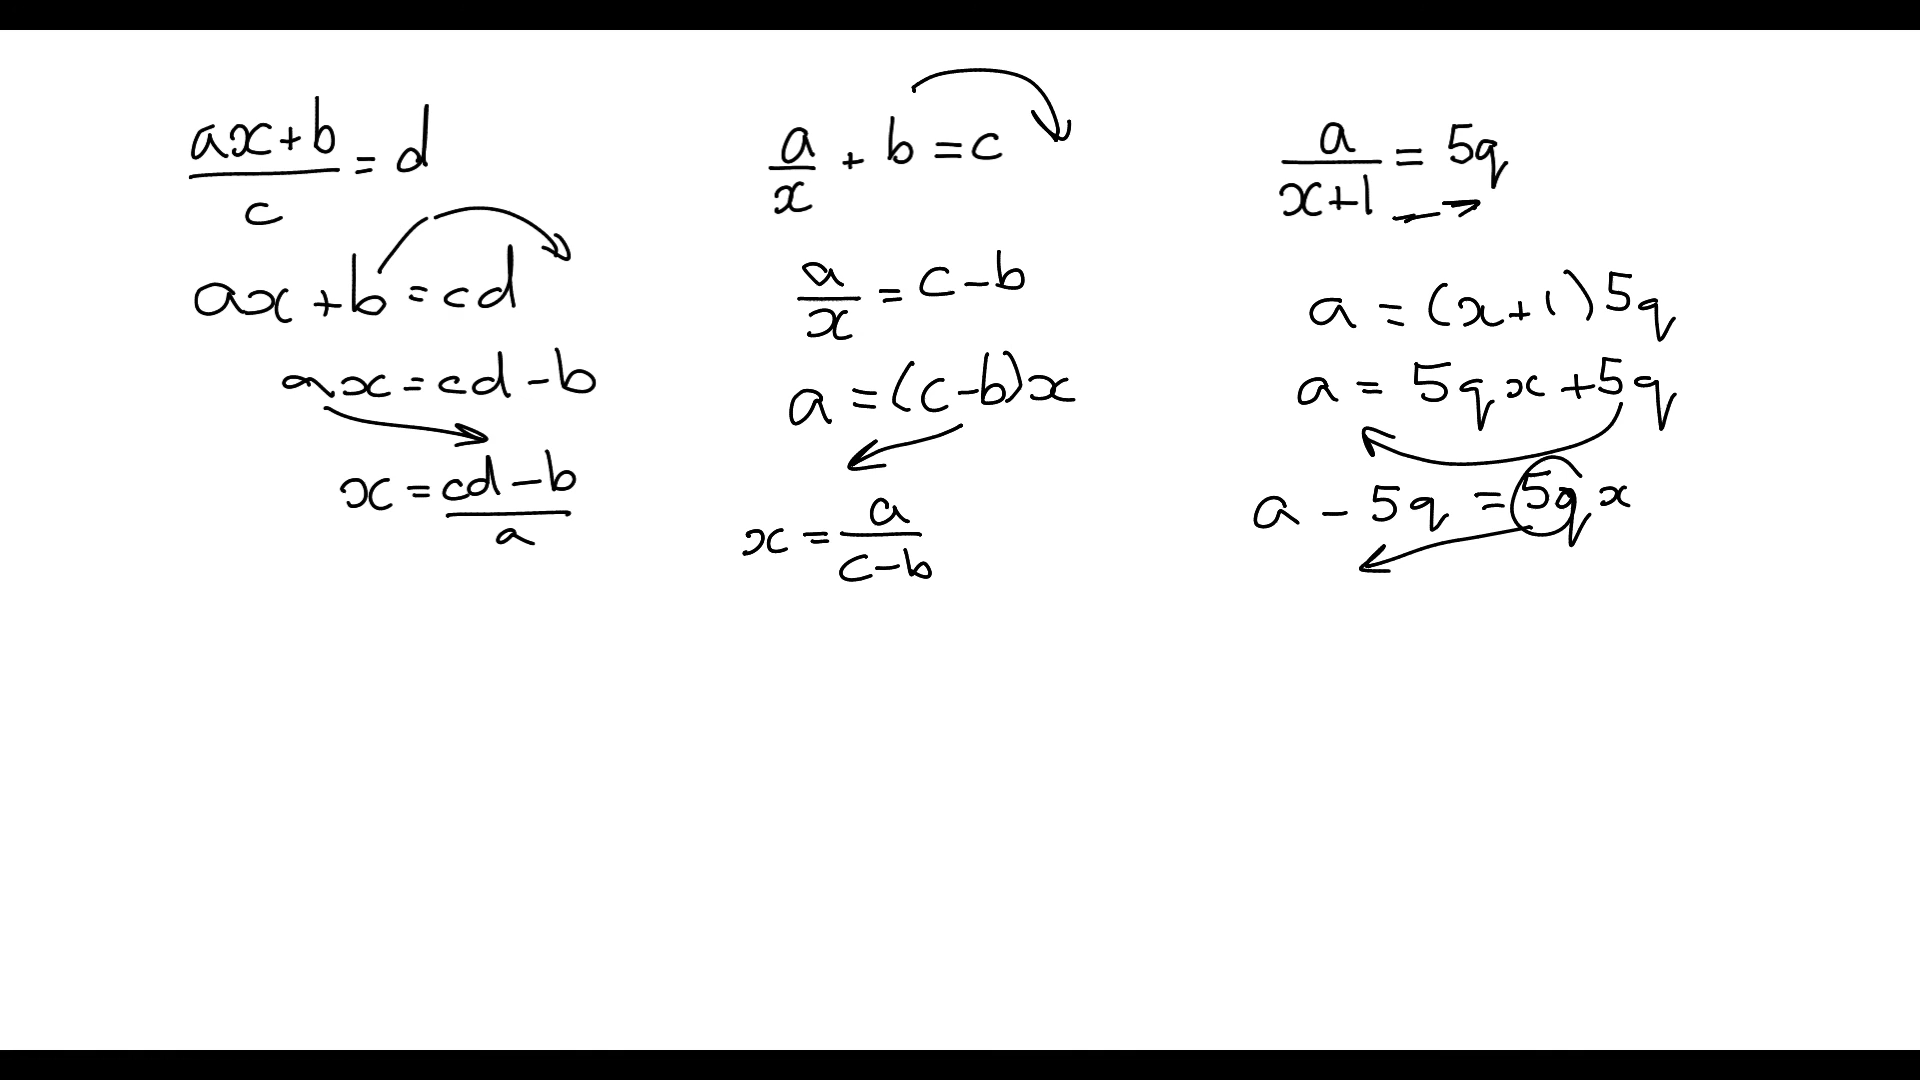 (ax+b)/c = d
ax+b = cd
ax = cd-b
x = (cd-b)/a
a/x + b = c
a/x = c-b
a = (c-b)x
x = a/(c-b)
a/(x+1) = 5q
a = (x+1)5q
a = 5qx+5q
a - 5q = 5qx